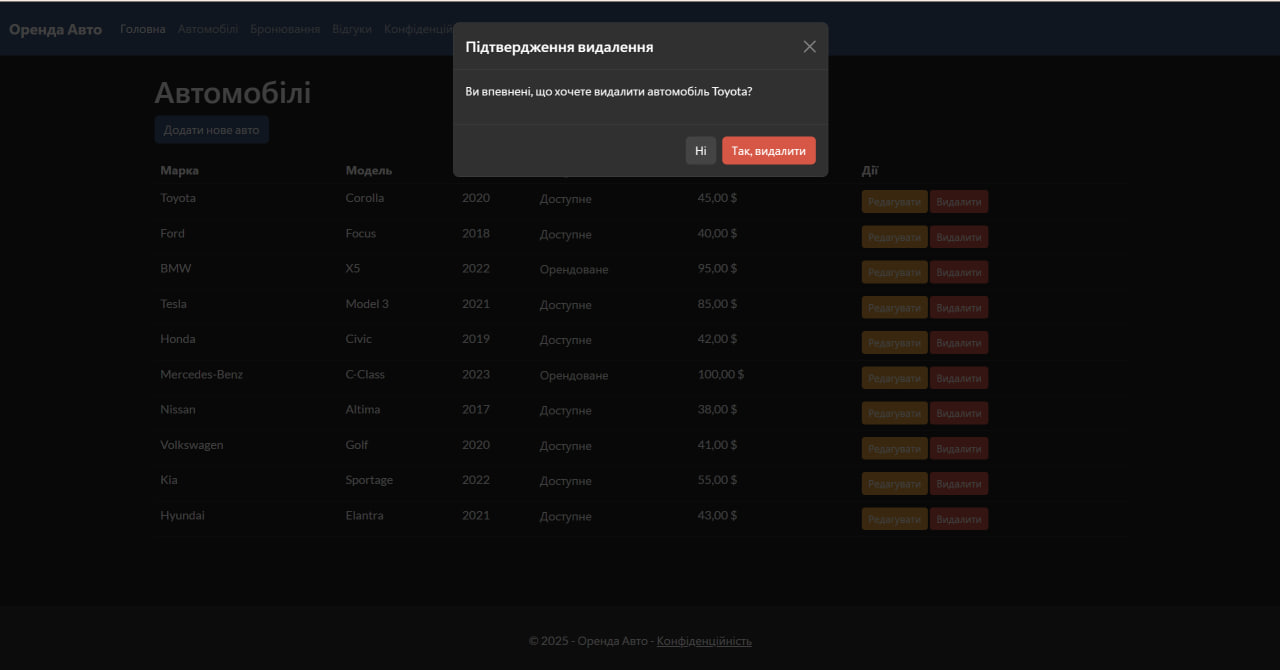 Оренда Авто Головна Автомобілі Бронювання Відгуки
Підтвердження видалення
Ви впевнені, що хочете видалити автомобіль Toyota?
Ні Так, видалити
Автомобілі
Додати нове авто
Марка Модель Дії
Toyota Corolla 2020 Доступне 45,00 $ Редагувати Видалити
Ford Focus 2018 Доступне 40,00 $ Редагувати Видалити
BMW X5 2022 Орендоване 95,00 $ Редагувати Видалити
Tesla Model 3 2021 Доступне 85,00 $ Редагувати Видалити
Honda Civic 2019 Доступне 42,00 $ Редагувати Видалити
Mercedes-Benz C-Class 2023 Орендоване 100,00 $ Редагувати Видалити
Nissan Altima 2017 Доступне 38,00 $ Редагувати Видалити
Volkswagen Golf 2020 Доступне 41,00 $ Редагувати Видалити
Kia Sportage 2022 Доступне 55,00 $ Редагувати Видалити
Hyundai Elantra 2021 Доступне 43,00 $ Редагувати Видалити
© 2025 - Оренда Авто - Конфіденційність